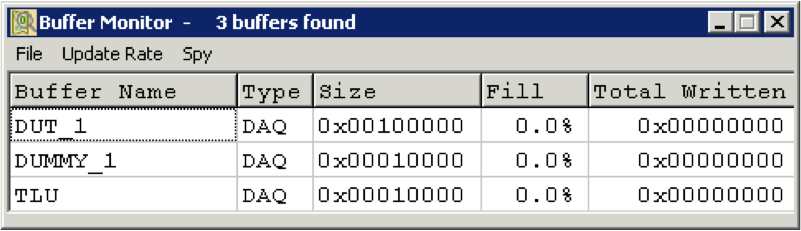 Buffer Monitor - 3 buffers found
File Update Rate Spy
Buffer Name Type Size Fill Total Written
DUT_1 DAQ 0x00100000 0.0% 0x00000000
DUMMY_1 DAQ 0x00010000 0.0% 0x00000000
TLU DAQ 0x00010000 0.0% 0x00000000